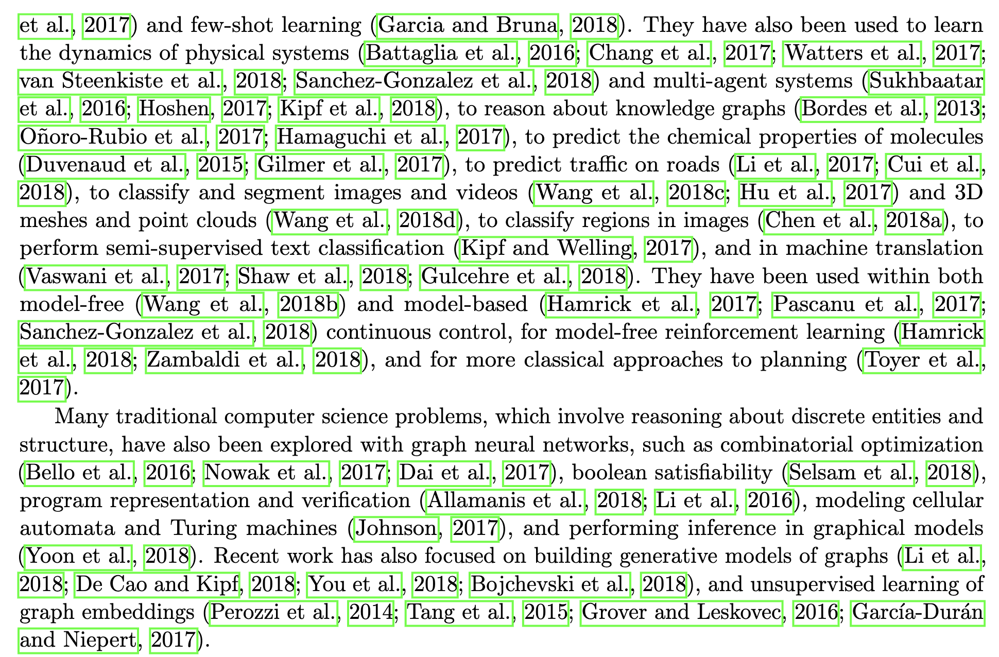 et al., 2017) and few-shot learning (Garcia and Bruna, 2018). They have also been used to learn
the dynamics of physical systems (Battaglia et al., 2016; Chang et al., 2017; Watters et al., 2017;
van Steenkiste et al., 2018; Sanchez-Gonzalez et al., 2018) and multi-agent systems (Sukhbaatar
et al., 2016; Hoshen, 2017; Kipf et al., 2018), to reason about knowledge graphs (Bordes et al., 2013;
Oñoro-Rubio et al., 2017; Hamaguchi et al., 2017), to predict the chemical properties of molecules
(Duvenaud et al., 2015; Gilmer et al., 2017), to predict traffic on roads (Li et al., 2017; Cui et al.,
2018), to classify and segment images and videos (Wang et al., 2018c; Hu et al., 2017) and 3D
meshes and point clouds (Wang et al., 2018d), to classify regions in images (Chen et al., 2018a), to
perform semi-supervised text classification (Kipf and Welling, 2017), and in machine translation
(Vaswani et al., 2017; Shaw et al., 2018; Gulcehre et al., 2018). They have been used within both
model-free (Wang et al., 2018b) and model-based (Hamrick et al., 2017; Pascanu et al., 2017;
Sanchez-Gonzalez et al., 2018) continuous control, for model-free reinforcement learning (Hamrick
et al., 2018; Zambaldi et al., 2018), and for more classical approaches to planning (Toyer et al.,
2017).
Many traditional computer science problems, which involve reasoning about discrete entities and
structure, have also been explored with graph neural networks, such as combinatorial optimization
(Bello et al., 2016; Nowak et al., 2017; Dai et al., 2017), boolean satisfiability (Selsam et al., 2018),
program representation and verification (Allamanis et al., 2018; Li et al., 2016), modeling cellular
automata and Turing machines (Johnson, 2017), and performing inference in graphical models
(Yoon et al., 2018). Recent work has also focused on building generative models of graphs (Li et al.,
2018; De Cao and Kipf, 2018; You et al., 2018; Bojchevski et al., 2018), and unsupervised learning of
graph embeddings (Perozzi et al., 2014; Tang et al., 2015; Grover and Leskovec, 2016; García-Durán
and Niepert, 2017).